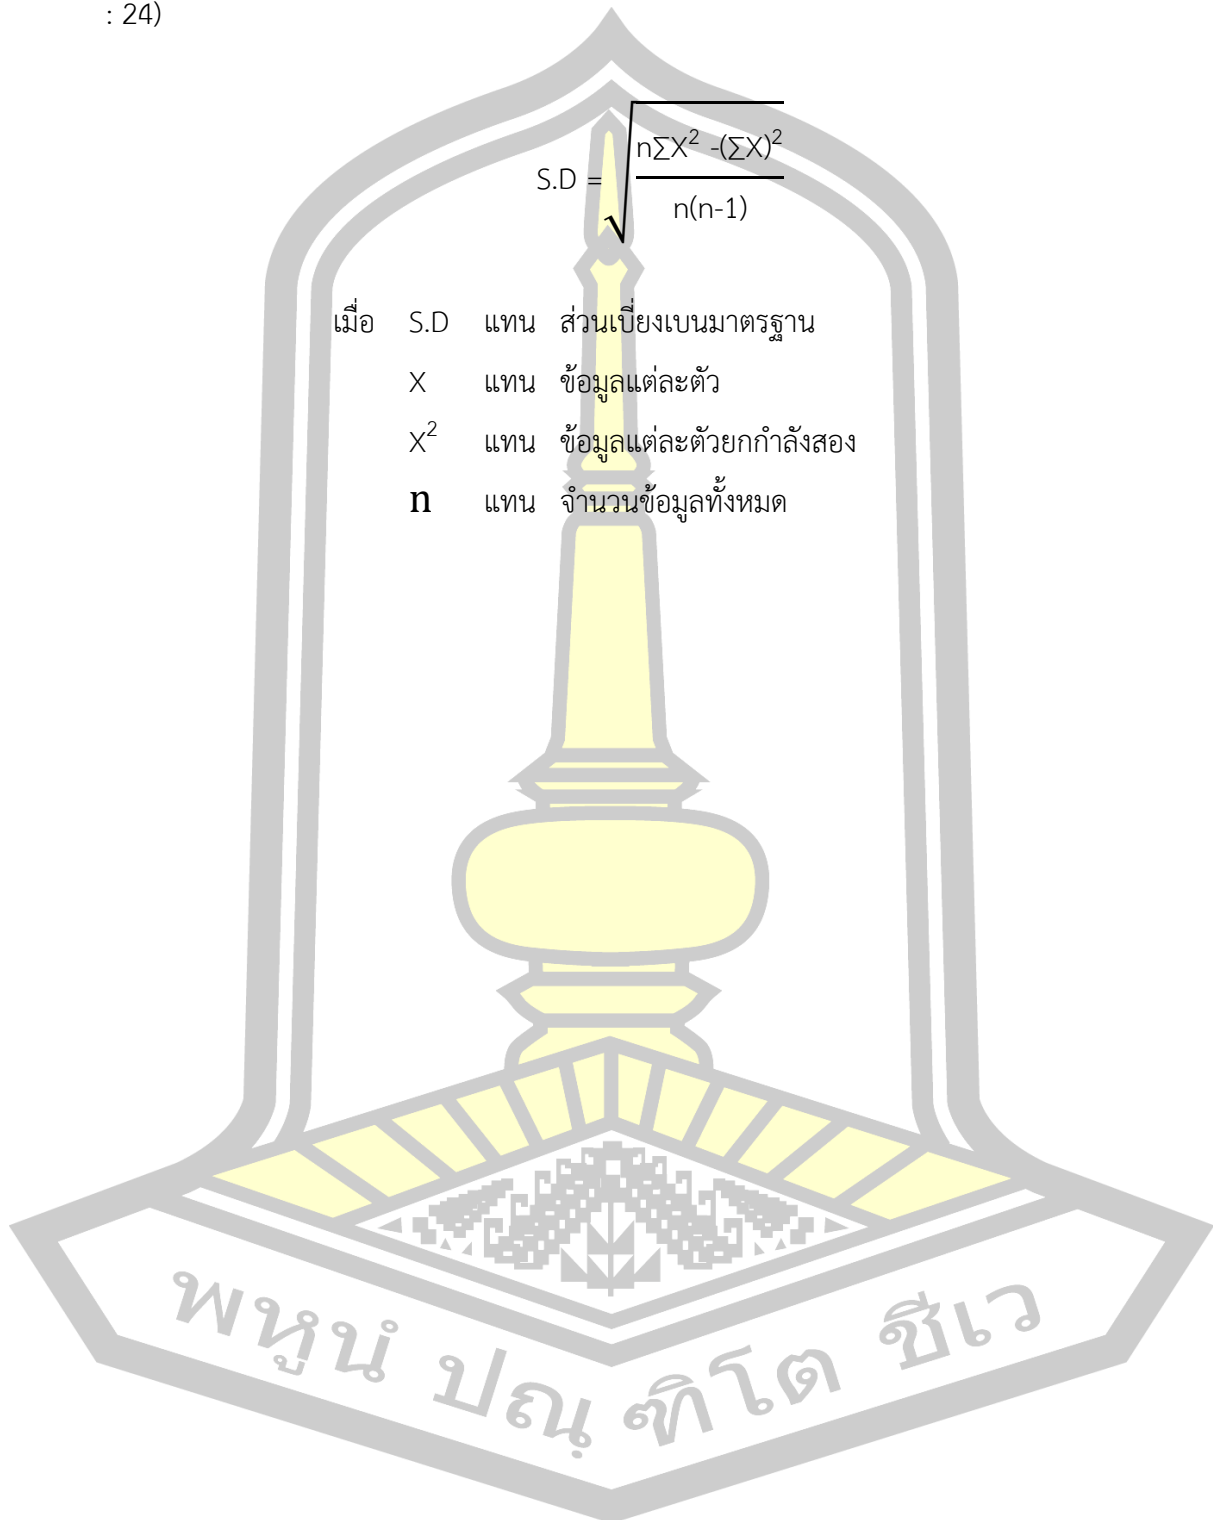 : 24)
S.D = √ n∑X² -(∑X)²
n(n-1)
เมื่อ S.D แทน ส่วนเบี่ยงเบนมาตรฐาน
X แทน ข้อมูลแต่ละตัว
X² แทน ข้อมูลแต่ละตัวยกกำลังสอง
n แทน จำนวนข้อมูลทั้งหมด
พหูนํ ปณฺฑิโต ชีเว